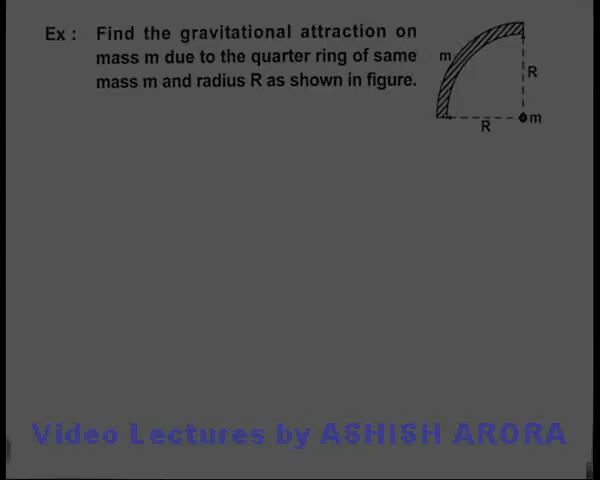 Ex : Find the gravitational attraction on
mass m due to the quarter ring of same
mass m and radius R as shown in figure.
m
R
R
m
Video Lectures by ASHISH ARORA